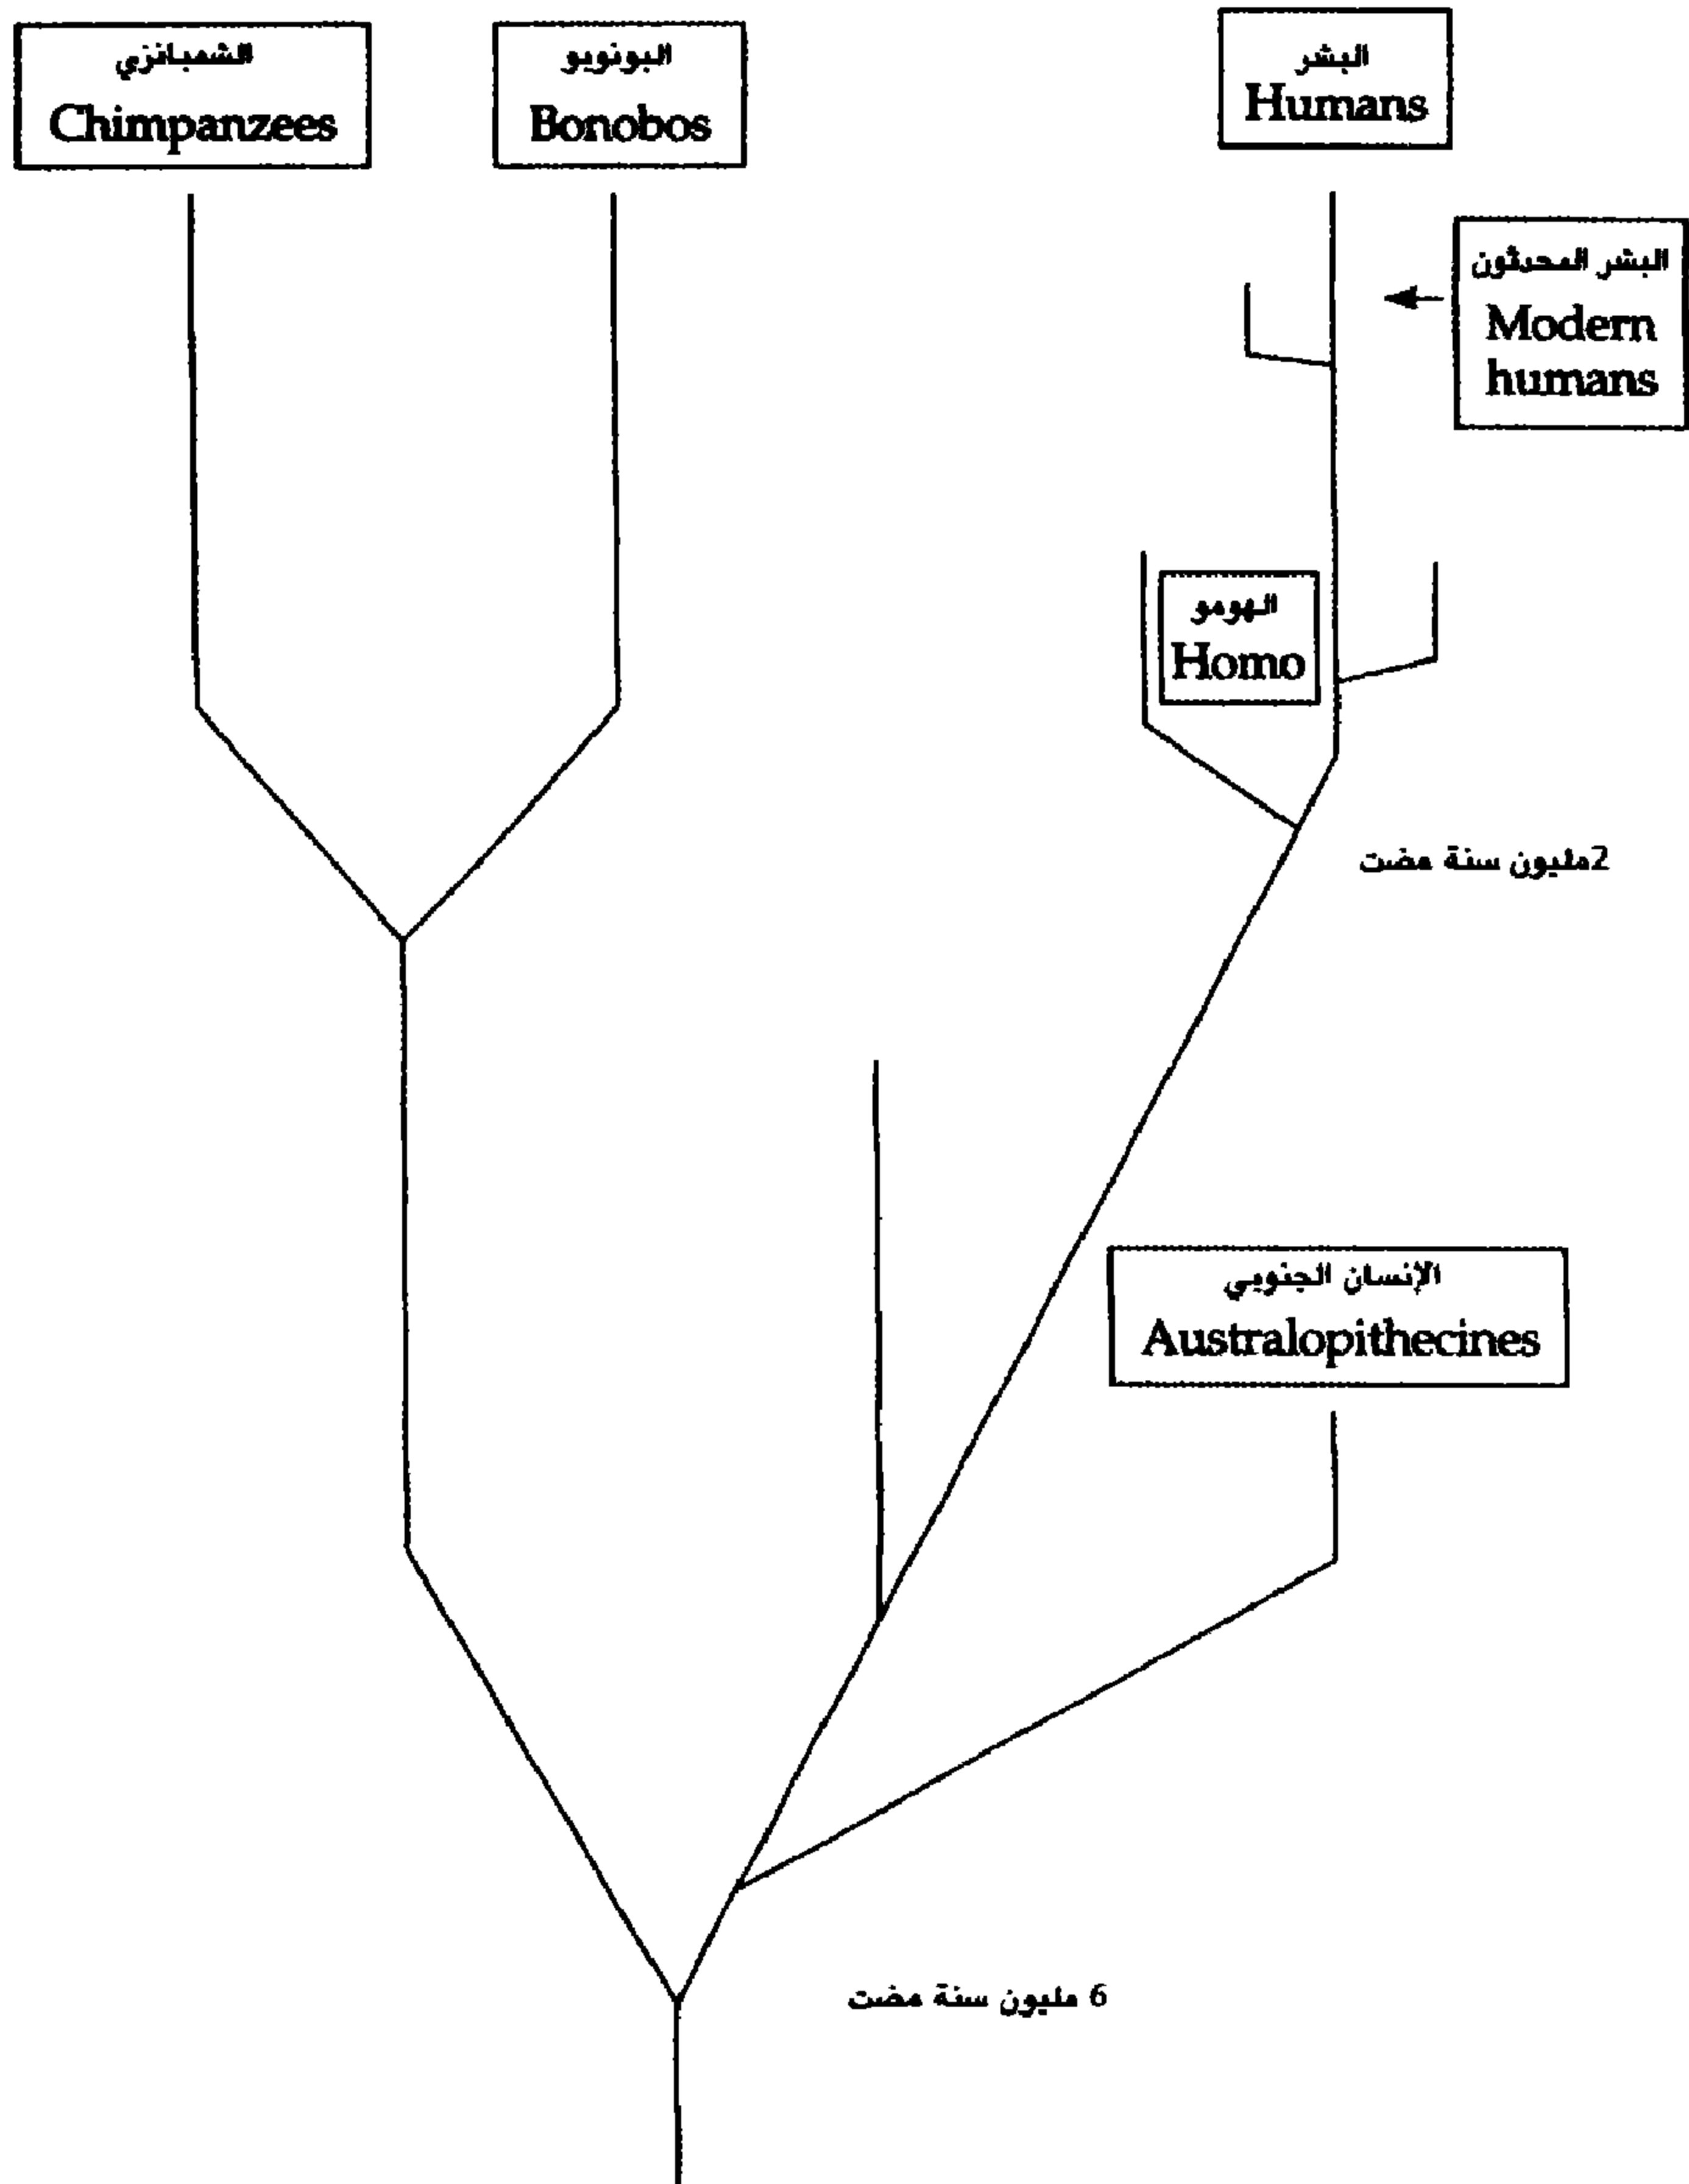 الشمبانزي
Chimpanzees
البونوبو
Bonobos
البشر
Humans
البشر المحدثون
Modern
humans
الهومو
Homo
2مليون سنة مضت
الإنسان الجنوبي
Australopithecines
6 مليون سنة مضت